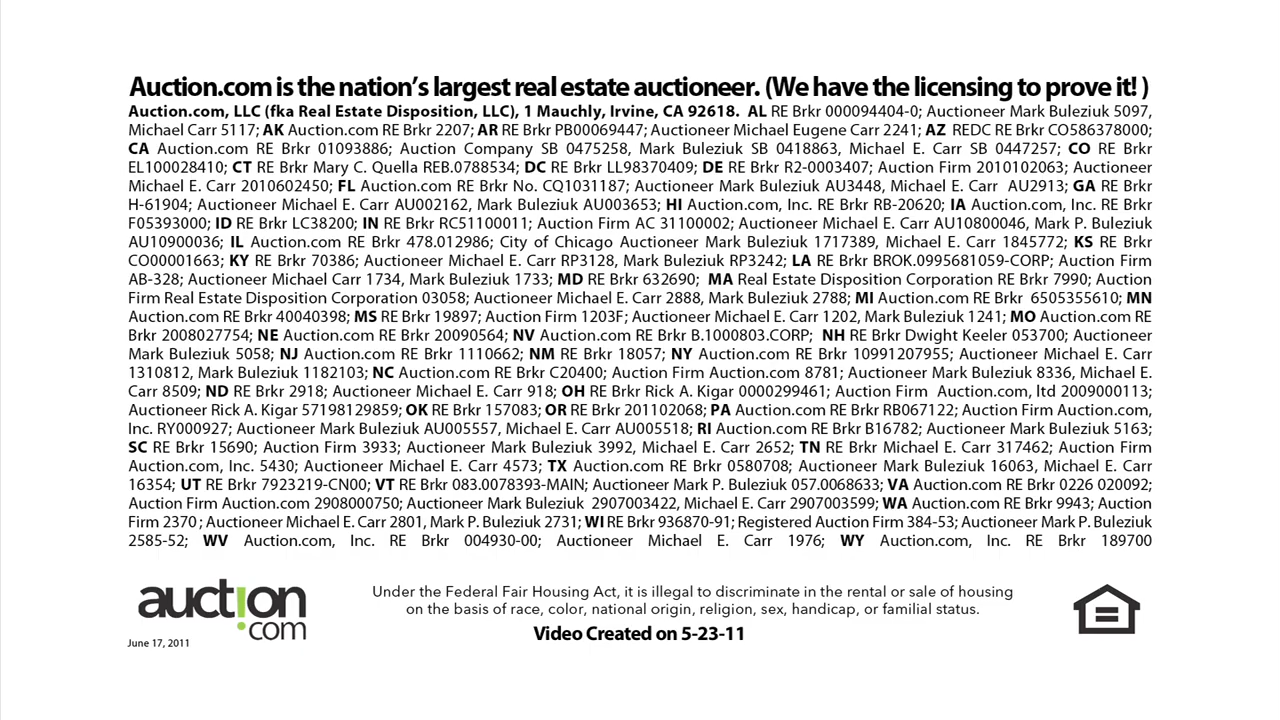 Auction.com is the nation's largest real estate auctioneer. (We have the licensing to prove it! )
Auction.com, LLC (fka Real Estate Disposition, LLC), 1 Mauchly, Irvine, CA 92618. AL RE Brkr 000094404-0; Auctioneer Mark Buleziuk 5097,
Michael Carr 5117; AK Auction.com RE Brkr 2207; AR RE Brkr PB00069447; Auctioneer Michael Eugene Carr 2241; AZ REDC RE Brkr CO586378000;
CA Auction.com RE Brkr 01093886; Auction Company SB 0475258, Mark Buleziuk SB 0418863, Michael E. Carr SB 0447257; CO RE Brkr
EL100028410; CT RE Brkr Mary C. Quella REB.0788534; DC RE Brkr LL98370409; DE RE Brkr R2-0003407; Auction Firm 2010102063; Auctioneer
Michael E. Carr 2010602450; FL Auction.com RE Brkr No. CQ1031187; Auctioneer Mark Buleziuk AU3448, Michael E. Carr AU2913; GA RE Brkr
H-61904; Auctioneer Michael E. Carr AU002162, Mark Buleziuk AU003653; HI Auction.com, Inc. RE Brkr RB-20620; IA Auction.com, Inc. RE Brkr
F05393000; ID RE Brkr LC38200; IN RE Brkr RC51100011; Auction Firm AC 31100002; Auctioneer Michael E. Carr AU10800046, Mark P. Buleziuk
AU10900036; IL Auction.com RE Brkr 478.012986; City of Chicago Auctioneer Mark Buleziuk 1717389, Michael E. Carr 1845772; KS RE Brkr
CO00001663; KY RE Brkr 70386; Auctioneer Michael E. Carr RP3128, Mark Buleziuk RP3242; LA RE Brkr BROK.0995681059-CORP; Auction Firm
AB-328; Auctioneer Michael Carr 1734, Mark Buleziuk 1733; MD RE Brkr 632690; MA Real Estate Disposition Corporation RE Brkr 7990; Auction
Firm Real Estate Disposition Corporation 03058; Auctioneer Michael E. Carr 2888, Mark Buleziuk 2788; MI Auction.com RE Brkr 6505355610; MN
Auction.com RE Brkr 40040398; MS RE Brkr 19897; Auction Firm 1203F; Auctioneer Michael E. Carr 1202, Mark Buleziuk 1241; MO Auction.com RE
Brkr 2008027754; NE Auction.com RE Brkr 20090564; NV Auction.com RE Brkr B.1000803.CORP; NH RE Brkr Dwight Keeler 053700; Auctioneer
Mark Buleziuk 5058; NJ Auction.com RE Brkr 1110662; NM RE Brkr 18057; NY Auction.com RE Brkr 10991207955; Auctioneer Michael E. Carr
1310812, Mark Buleziuk 1182103; NC Auction.com RE Brkr C20400; Auction Firm Auction.com 8781; Auctioneer Mark Buleziuk 8336, Michael E.
Carr 8509; ND RE Brkr 2918; Auctioneer Michael E. Carr 918; OH RE Brkr Rick A. Kigar 0000299461; Auction Firm Auction.com, ltd 2009000113;
Auctioneer Rick A. Kigar 57198129859; OK RE Brkr 157083; OR RE Brkr 201102068; PA Auction.com RE Brkr RB067122; Auction Firm Auction.com,
Inc. RY000927; Auctioneer Mark Buleziuk AU005557, Michael E. Carr AU005518; RI Auction.com RE Brkr B16782; Auctioneer Mark Buleziuk 5163;
SC RE Brkr 15690; Auction Firm 3933; Auctioneer Mark Buleziuk 3992, Michael E. Carr 2652; TN RE Brkr Michael E. Carr 317462; Auction Firm
Auction.com, Inc. 5430; Auctioneer Michael E. Carr 4573; TX Auction.com RE Brkr 0580708; Auctioneer Mark Buleziuk 16063, Michael E. Carr
16354; UT RE Brkr 7923219-CN00; VT RE Brkr 083.0078393-MAIN; Auctioneer Mark P. Buleziuk 057.0068633; VA Auction.com RE Brkr 0226 020092;
Auction Firm Auction.com 2908000750; Auctioneer Mark Buleziuk 2907003422, Michael E. Carr 2907003599; WA Auction.com RE Brkr 9943; Auction
Firm 2370; Auctioneer Michael E. Carr 2801, Mark P. Buleziuk 2731; WI RE Brkr 936870-91; Registered Auction Firm 384-53; Auctioneer Mark P. Buleziuk
2585-52; WV Auction.com, Inc. RE Brkr 004930-00; Auctioneer Michael E. Carr 1976; WY Auction.com, Inc. RE Brkr 189700
auct!on
.com
June 17, 2011
Under the Federal Fair Housing Act, it is illegal to discriminate in the rental or sale of housing
on the basis of race, color, national origin, religion, sex, handicap, or familial status.
Video Created on 5-23-11